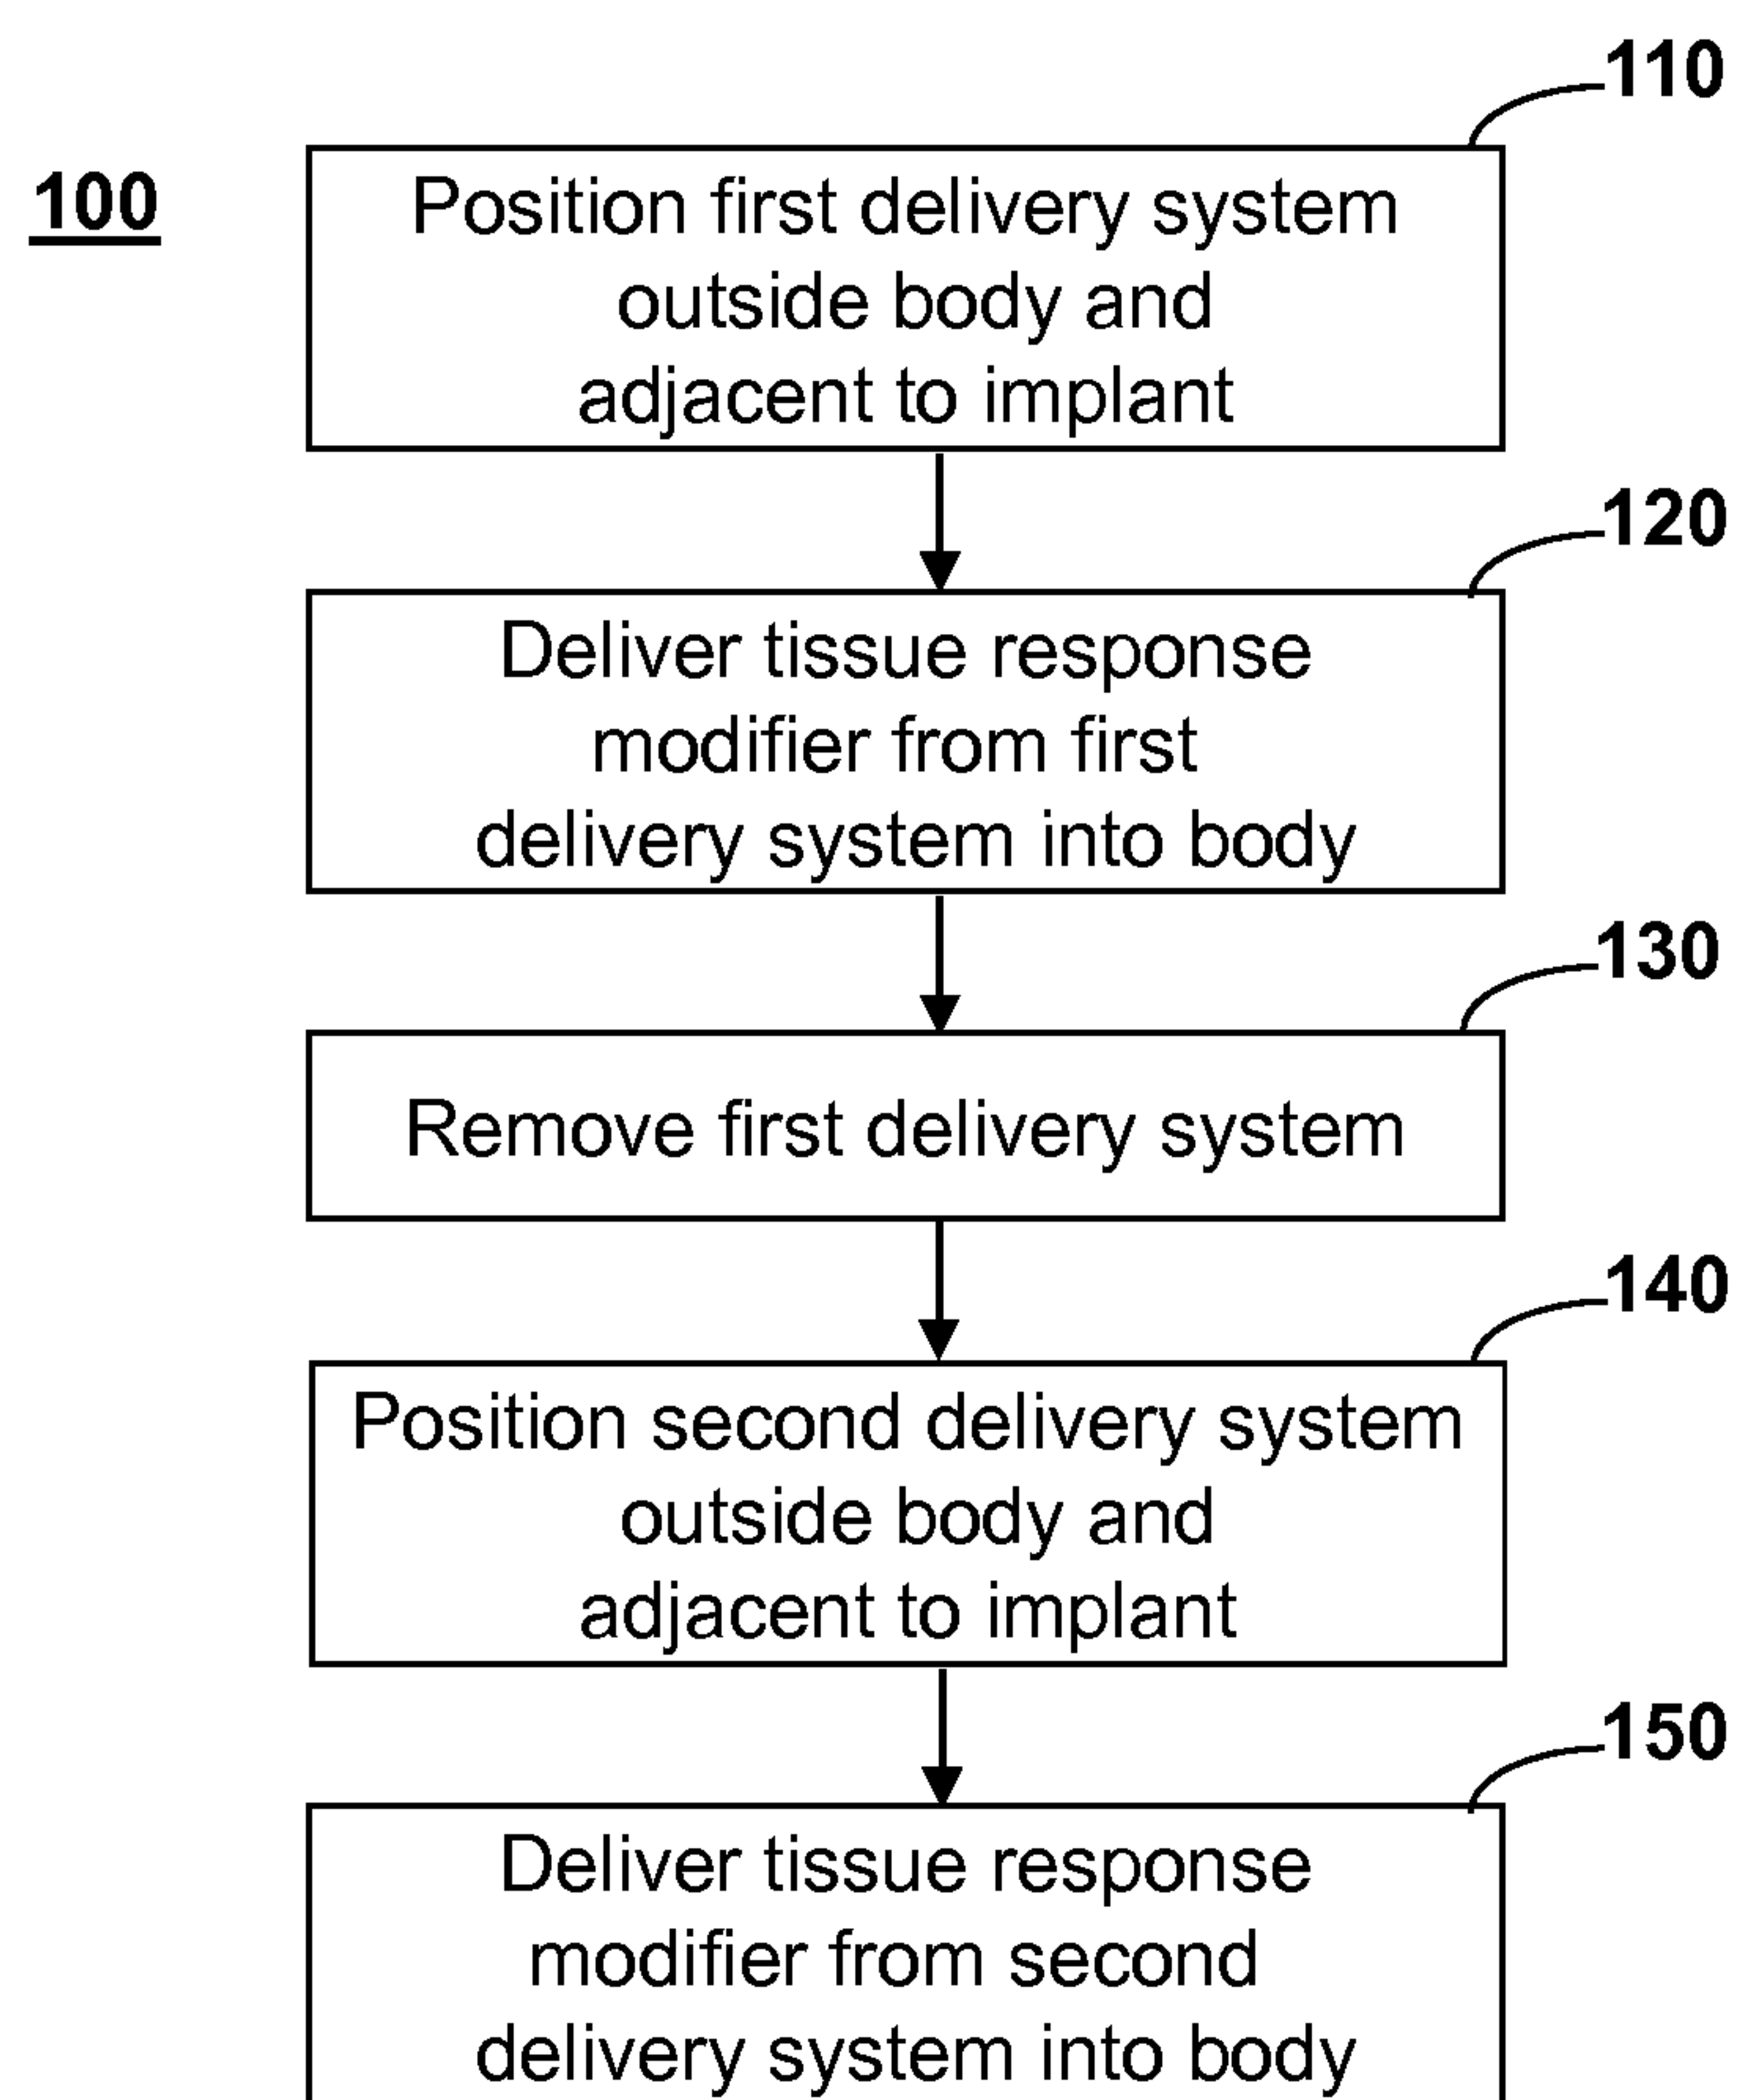 110
100
Position first delivery system
outside body and
adjacent to implant
120
Deliver tissue response
modifier from first
delivery system into body
130
Remove first delivery system
140
Position second delivery system
outside body and
adjacent to implant
150
Deliver tissue response
modifier from second
delivery system into body